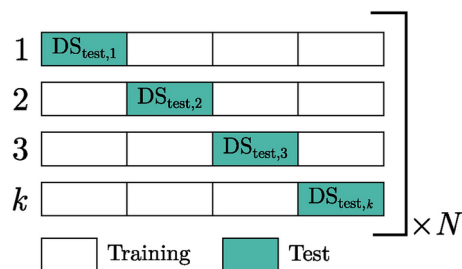 1 DS_test,1
2 DS_test,2
3 DS_test,3
k DS_test,k
×N
Training Test